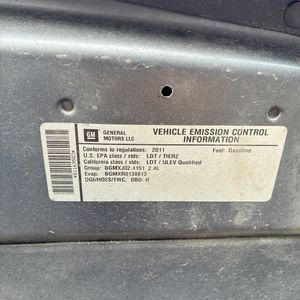 GM
GENERAL
MOTORS LLC
VEHICLE EMISSION CONTROL
INFORMATION
Conforms to regulations: 2011 Fuel: Gasoline
U.S. EPA class / stds: LDT / TIER2
California class / stds: LDT / ULEV Qualified
Group: BGMXJ02.4151 2.4L
Evap: BGMXR0138813
DGI/HO2S/TWC, OBD: II